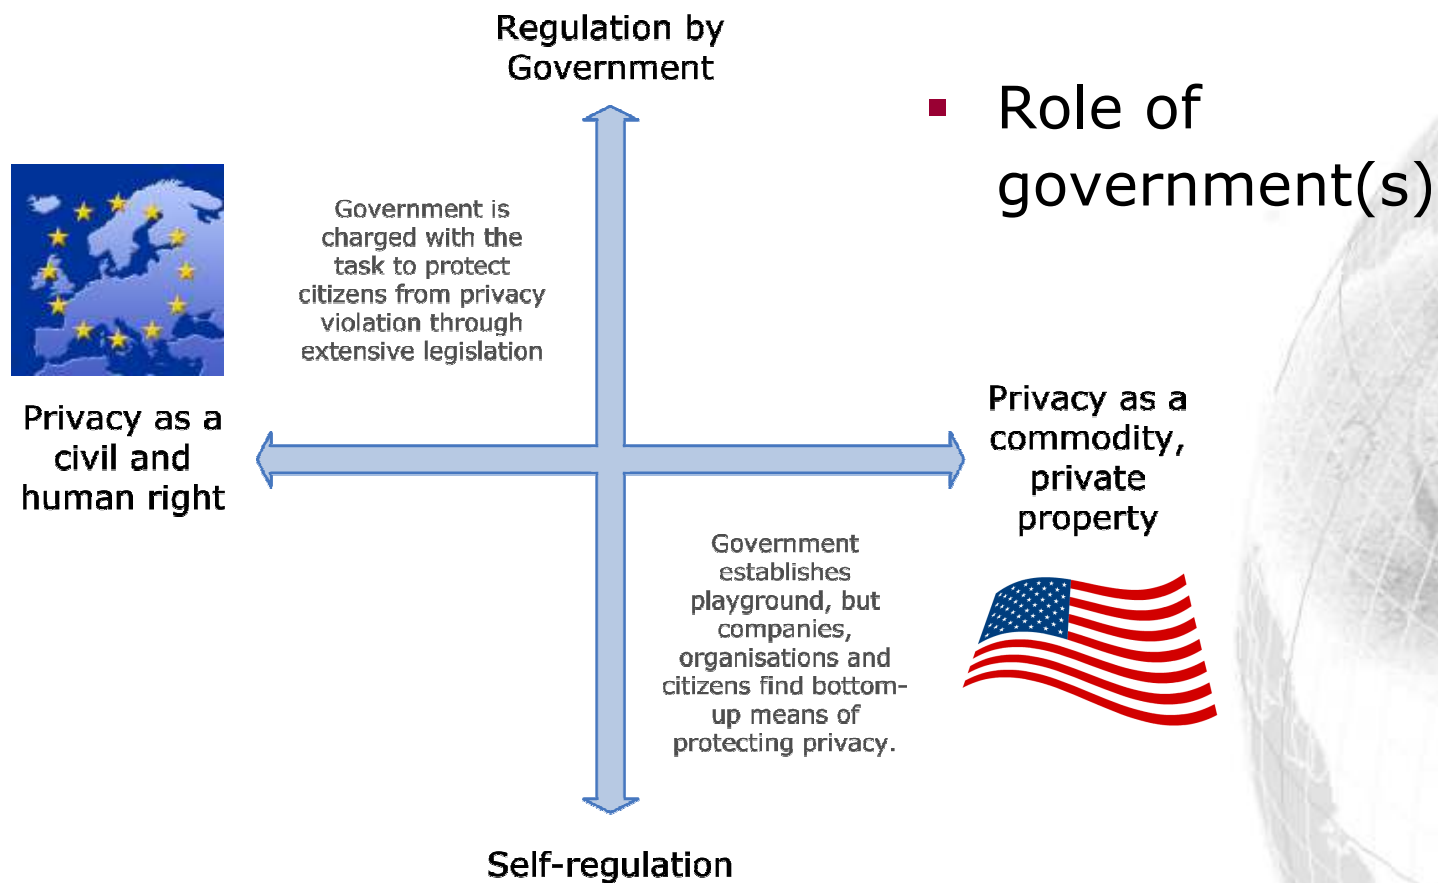 Regulation by
Government
▪ Role of
government(s)
Government is
charged with the
task to protect
citizens from privacy
violation through
extensive legislation
Privacy as a
civil and
human right
Privacy as a
commodity,
private
property
Government
establishes
playground, but
companies,
organisations and
citizens find bottom-
up means of
protecting privacy.
Self-regulation